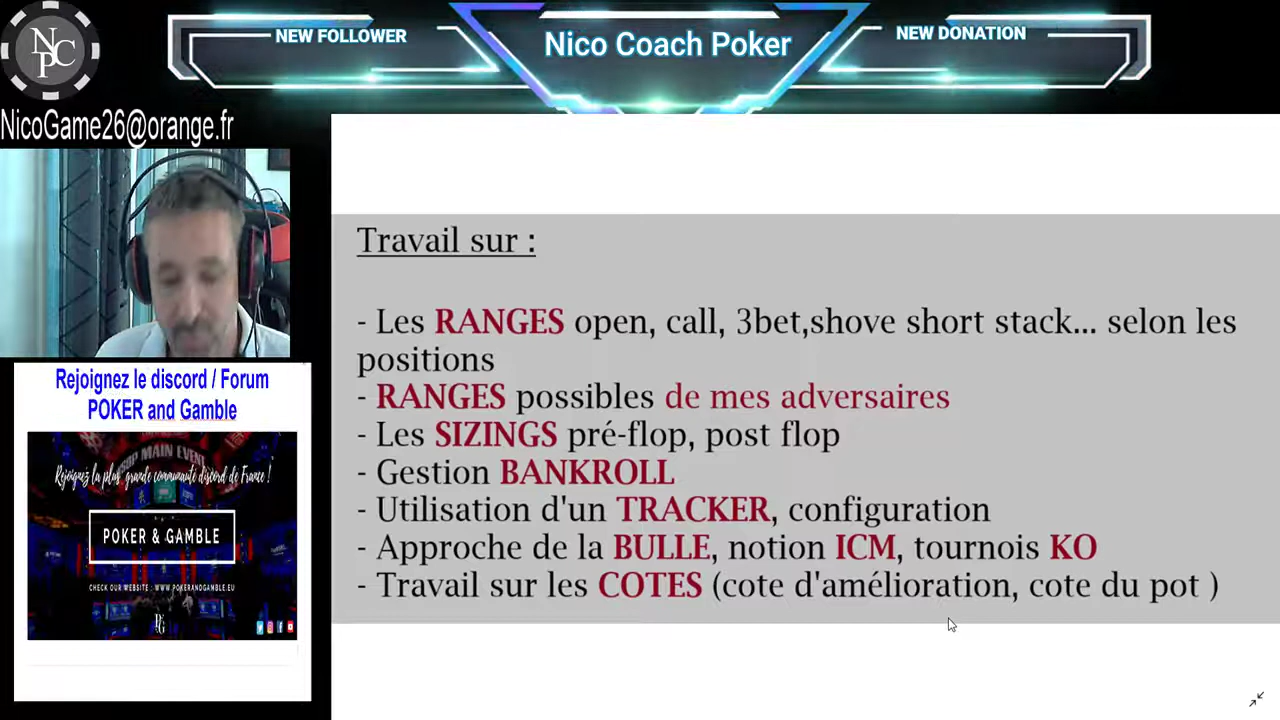 NPC
NEW FOLLOWER
Nico Coach Poker
NEW DONATION
NicoGame26@orange.fr
Travail sur :
- Les RANGES open, call, 3bet,shove short stack... selon les
positions
- RANGES possibles de mes adversaires
- Les SIZINGS pré-flop, post flop
- Gestion BANKROLL
- Utilisation d'un TRACKER, configuration
- Approche de la BULLE, notion ICM, tournois KO
- Travail sur les COTES (cote d'amélioration, cote du pot )
Rejoignez le discord / Forum
POKER and Gamble
MAIN EVENT
Rejoignez la plus grande communauté discord de France !
POKER & GAMBLE
CHECK OUR WEBSITE : WWW.POKERANDGAMBLE.EU